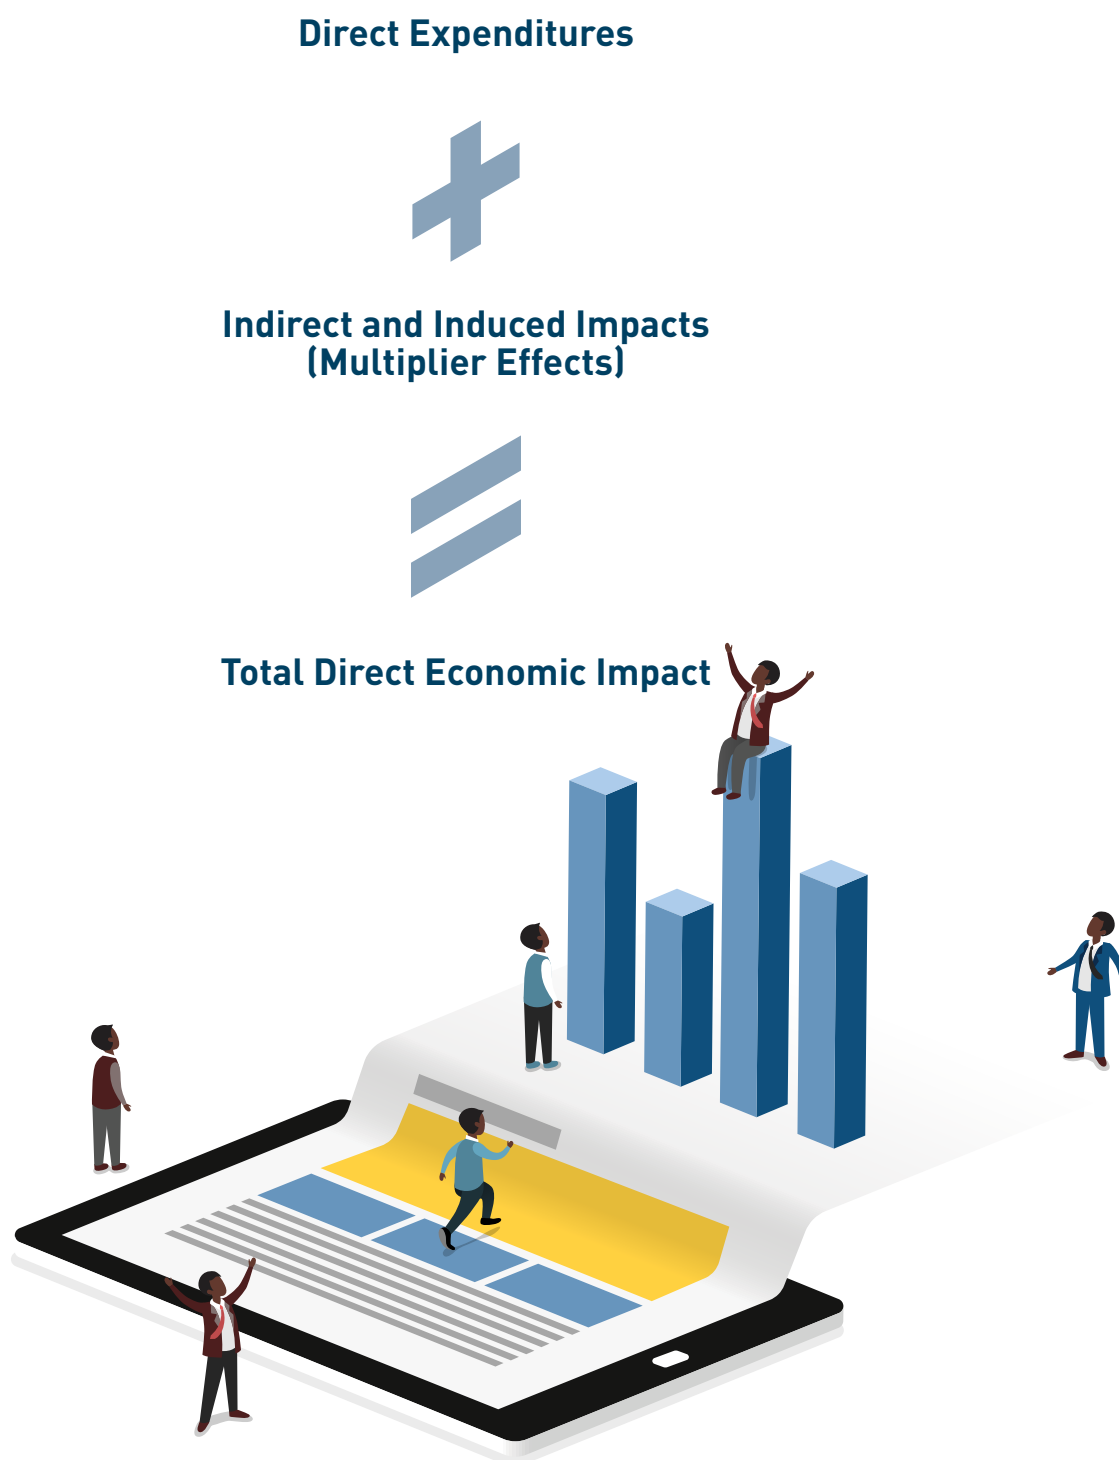 Direct Expenditures
Indirect and Induced Impacts
(Multiplier Effects)
Total Direct Economic Impact